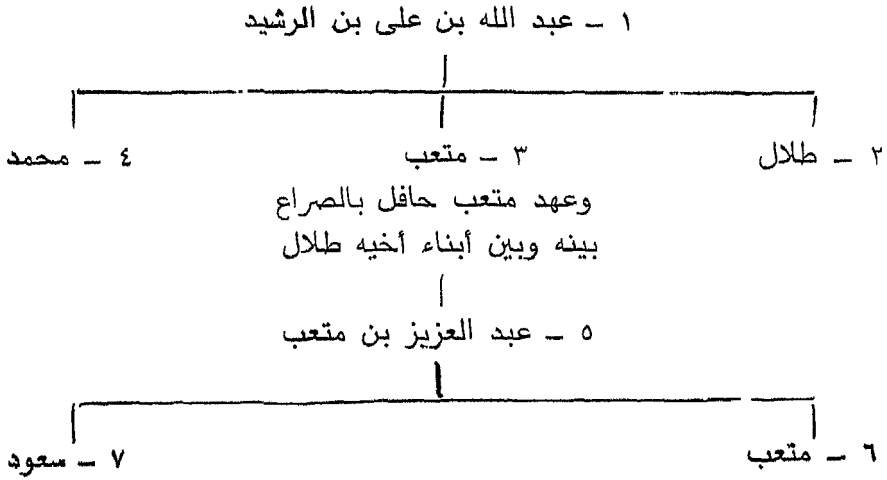 ١ – عبد الله بن على بن الرشيد
٢ – طلال
٣ – متعب
٤ – محمد
وعهد متعب حافل بالصراع
بينه وبين أبناء أخيه طلال
٥ – عبد العزيز بن متعب
٦ – متعب
٧ – سعود